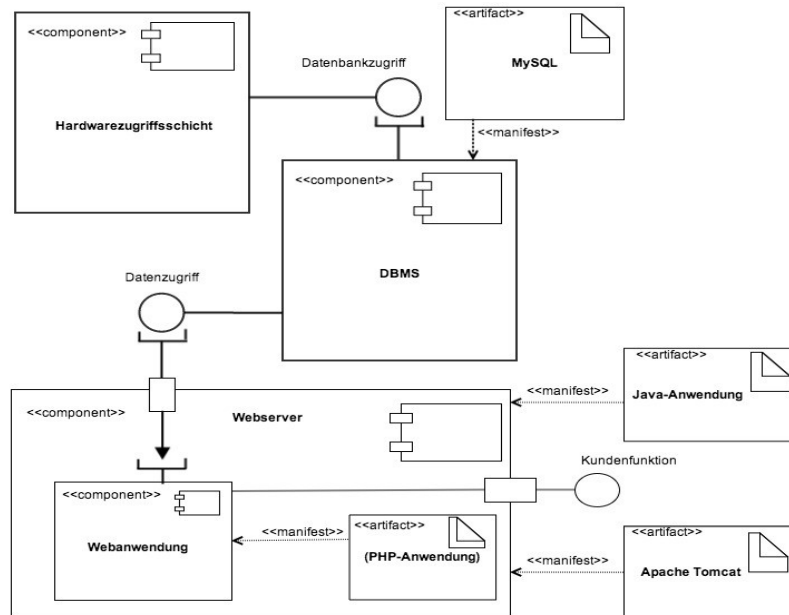 <<component>>
Hardwarezugriffsschicht
Datenbankzugriff
<<artifact>>
MySQL
<<manifest>>
<<component>>
DBMS
Datenzugriff
<<component>>
Webserver
<<manifest>>
<<artifact>>
Java-Anwendung
Kundenfunktion
<<component>>
Webanwendung
<<manifest>>
<<artifact>>
(PHP-Anwendung)
<<manifest>>
<<artifact>>
Apache Tomcat